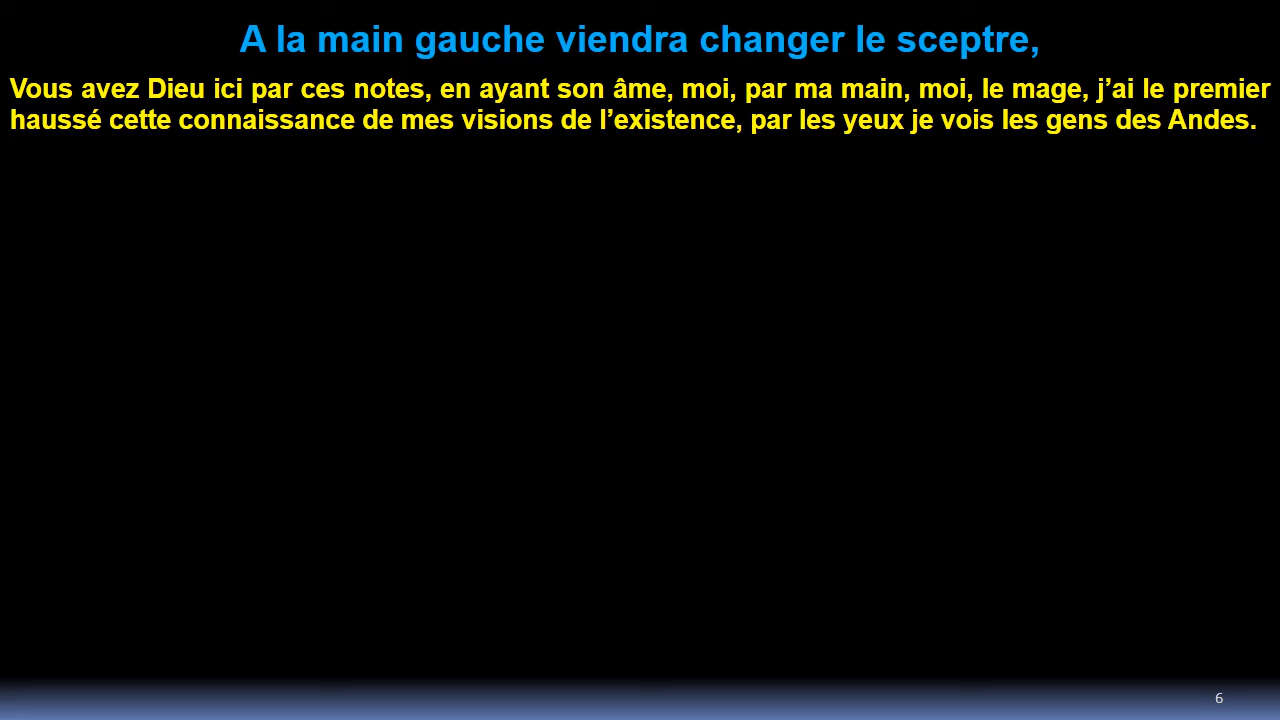 A la main gauche viendra changer le sceptre,
Vous avez Dieu ici par ces notes, en ayant son âme, moi, par ma main, moi, le mage, j’ai le premier
haussé cette connaissance de mes visions de l’existence, par les yeux je vois les gens des Andes.
6